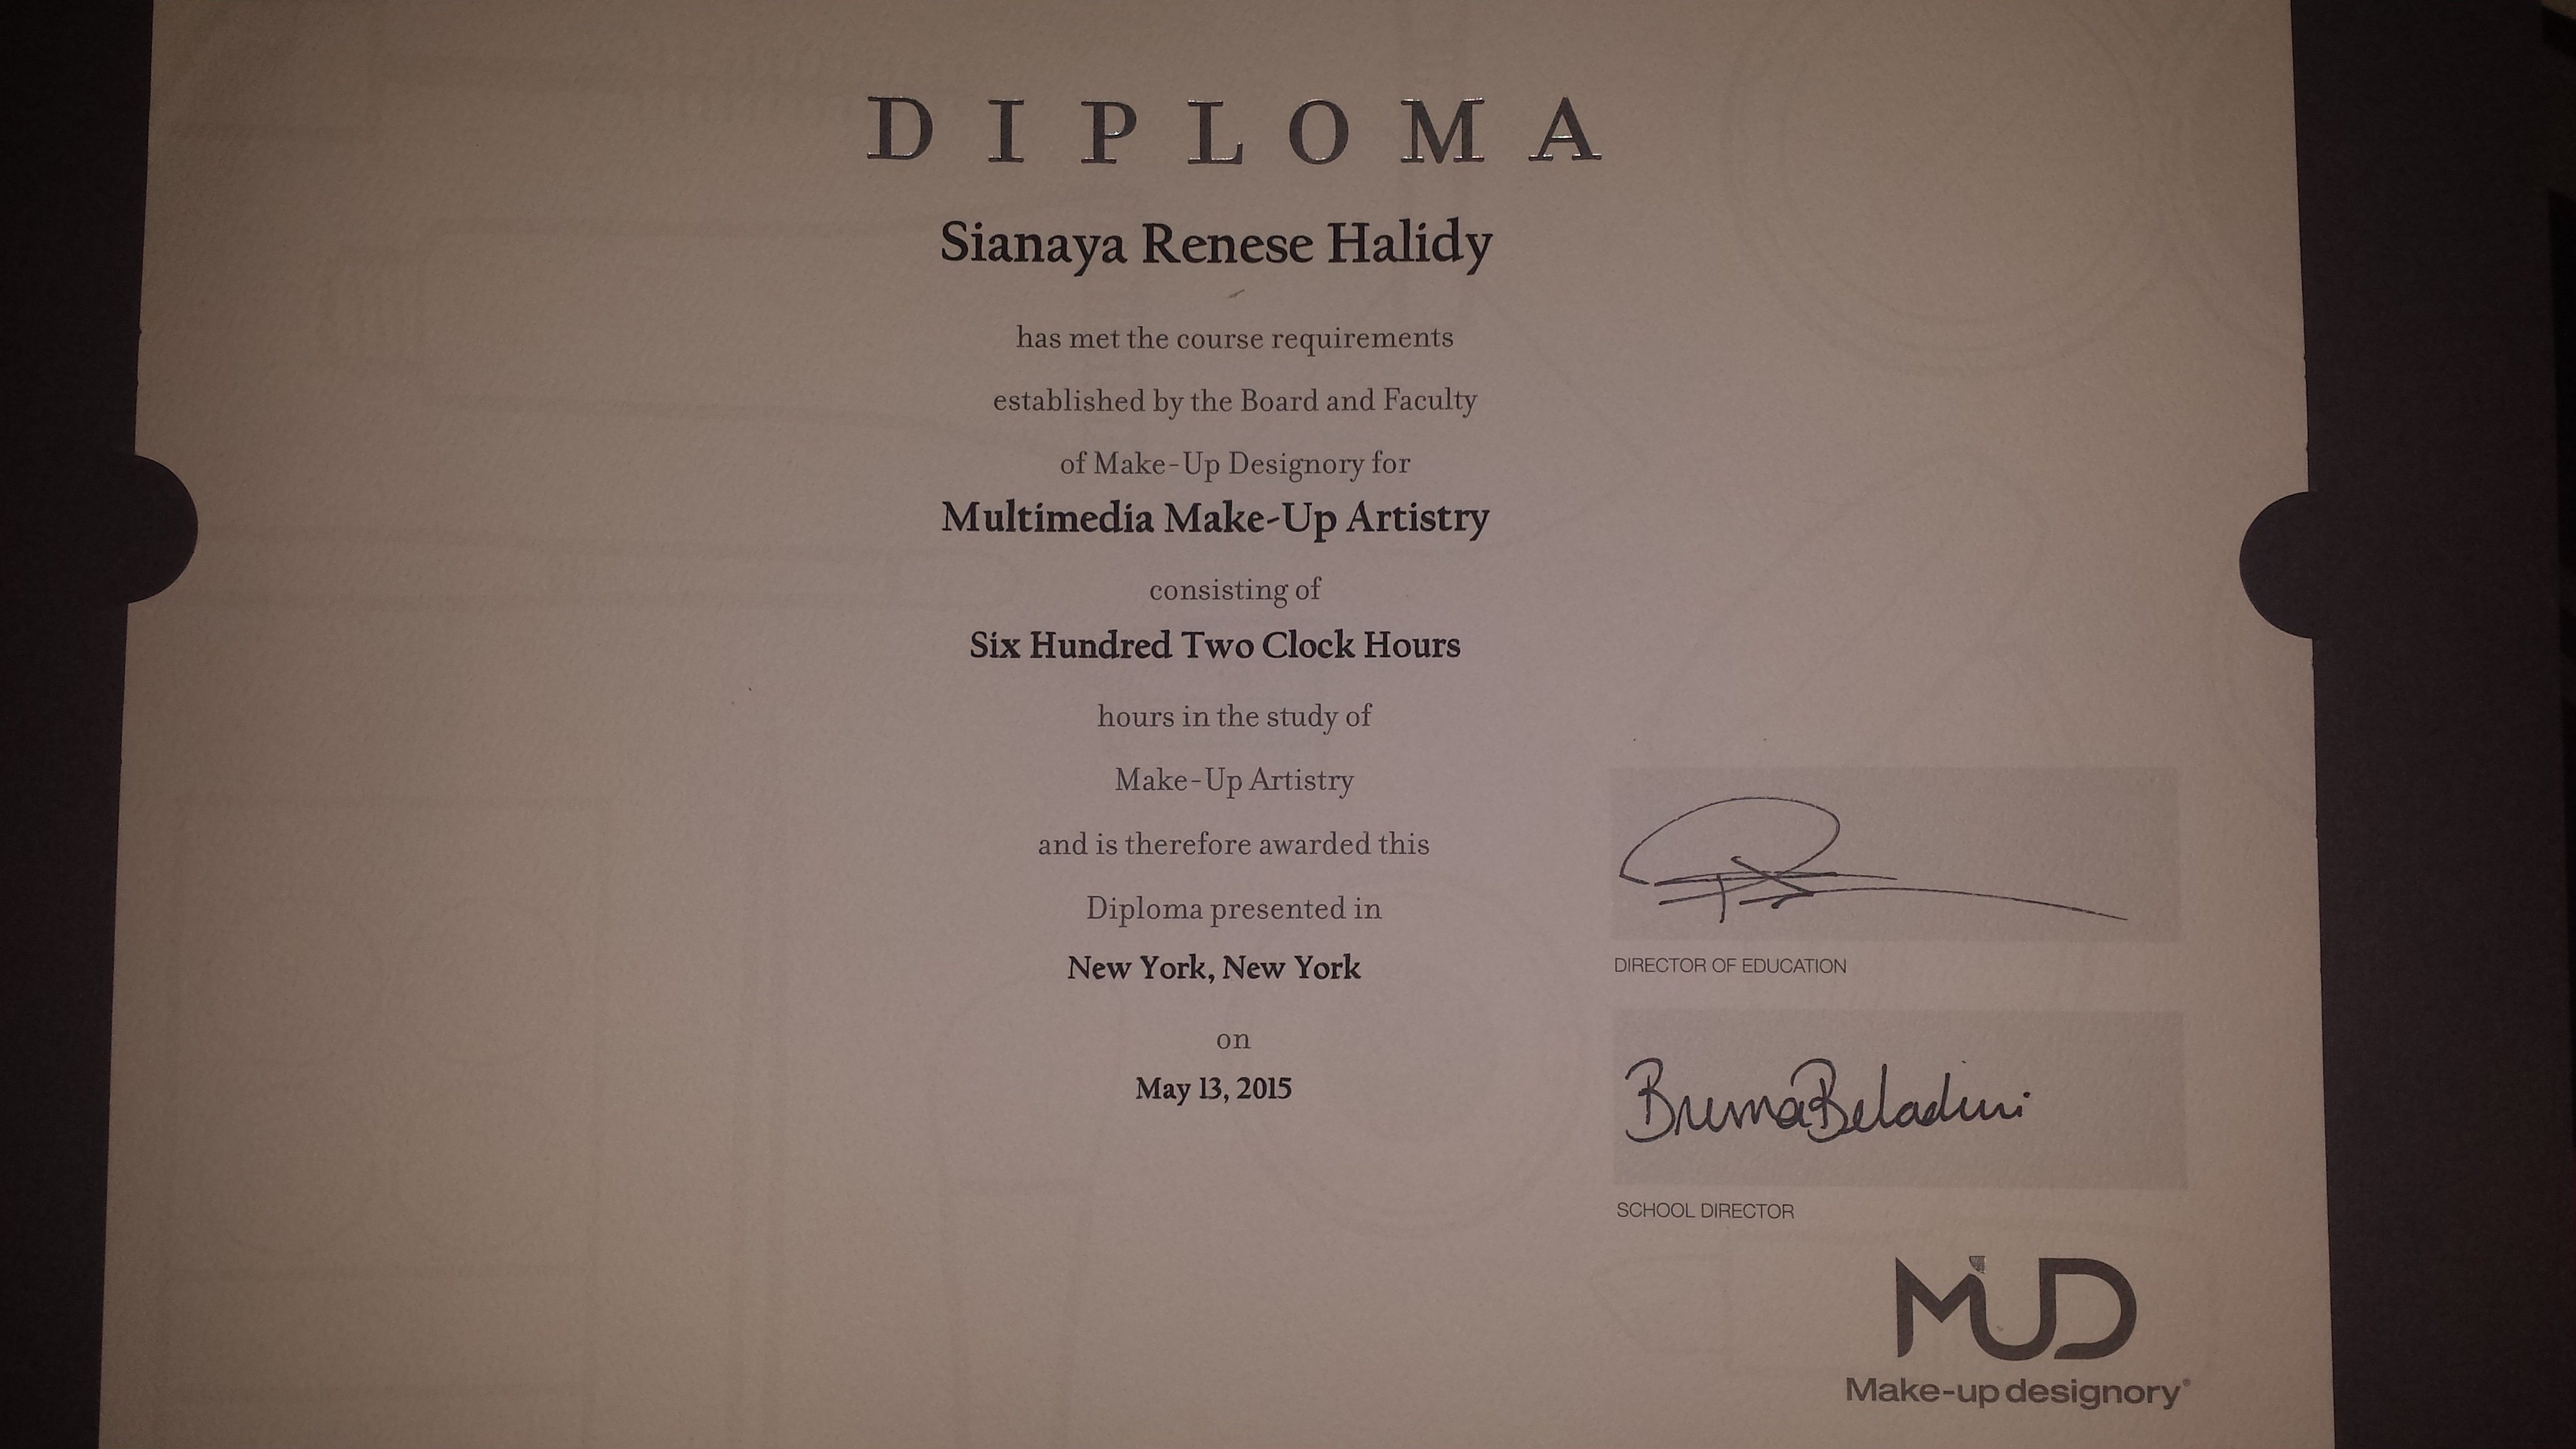 DIPLOMA
Sianaya Renese Halidy
has met the course requirements
established by the Board and Faculty
of Make-Up Designory for
Multimedia Make-Up Artistry
consisting of
Six Hundred Two Clock Hours
hours in the study of
Make-Up Artistry
and is therefore awarded this
Diploma presented in
New York, New York
on
May 13, 2015
DIRECTOR OF EDUCATION
SCHOOL DIRECTOR
MUD
Make-up designory®